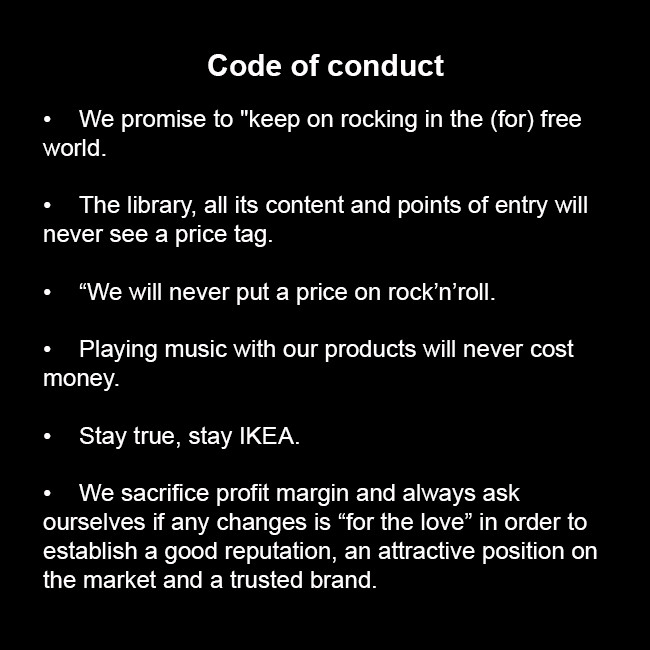 Code of conduct
•    We promise to "keep on rocking in the (for) free
world.
•    The library, all its content and points of entry will
never see a price tag.
•    “We will never put a price on rock’n’roll.
•    Playing music with our products will never cost
money.
•    Stay true, stay IKEA.
•    We sacrifice profit margin and always ask
ourselves if any changes is “for the love” in order to
establish a good reputation, an attractive position on
the market and a trusted brand.